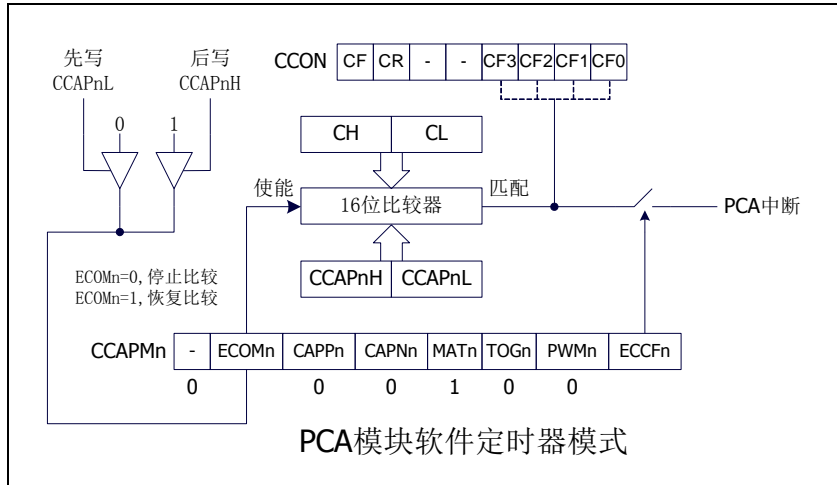 先写
CCAPnL
后写
CCAPnH
CCON CF CR - - CF3 CF2 CF1 CF0
0 1
CH CL
使能
16位比较器
匹配
PCA中断
CCAPnH CCAPnL
ECOMn=0,停止比较
ECOMn=1,恢复比较
CCAPMn - ECOMn CAPPn CAPNn MATn TOGn PWMn ECCFn
0 0 0 1 0 0
PCA模块软件定时器模式